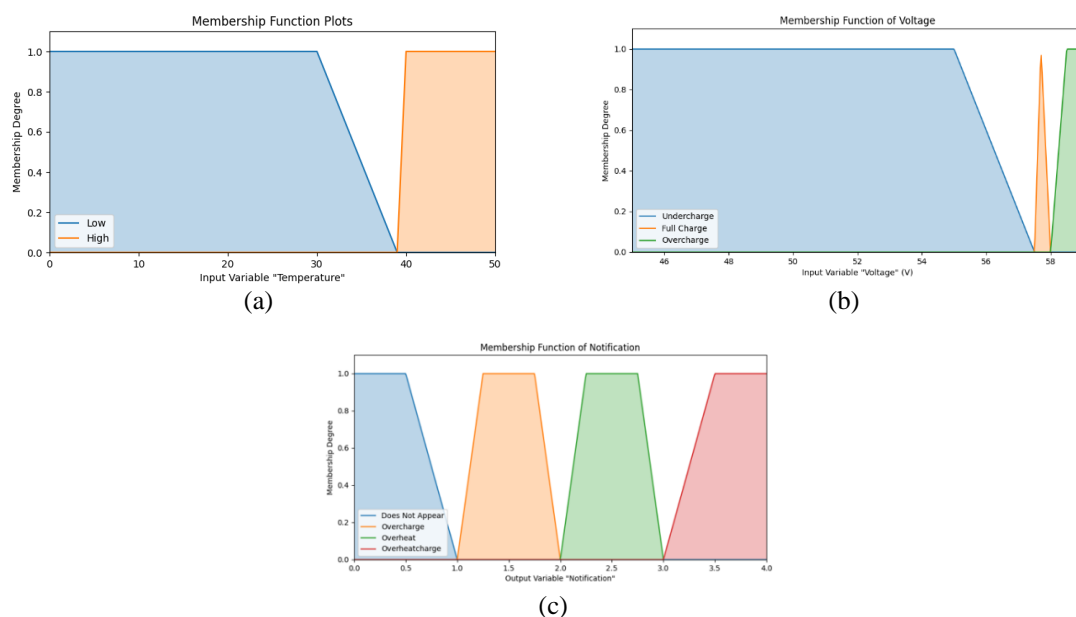 Membership Function Plots
Membership Degree
1.0
0.8
0.6
0.4
0.2
0.0
Low
High
0 10 20 30 40 50
Input Variable "Temperature"
(a)
Membership Function of Voltage
Membership Degree
1.0
0.8
0.6
0.4
0.2
0.0
Undercharge
Full Charge
Overcharge
46 48 50 52 54 56 58
Input Variable "Voltage" (V)
(b)
Membership Function of Notification
Membership Degree
1.0
0.8
0.6
0.4
0.2
0.0
Does Not Appear
Overcharge
Overheat
Overheatcharge
0.0 0.5 1.0 1.5 2.0 2.5 3.0 3.5 4.0
Output Variable "Notification"
(c)